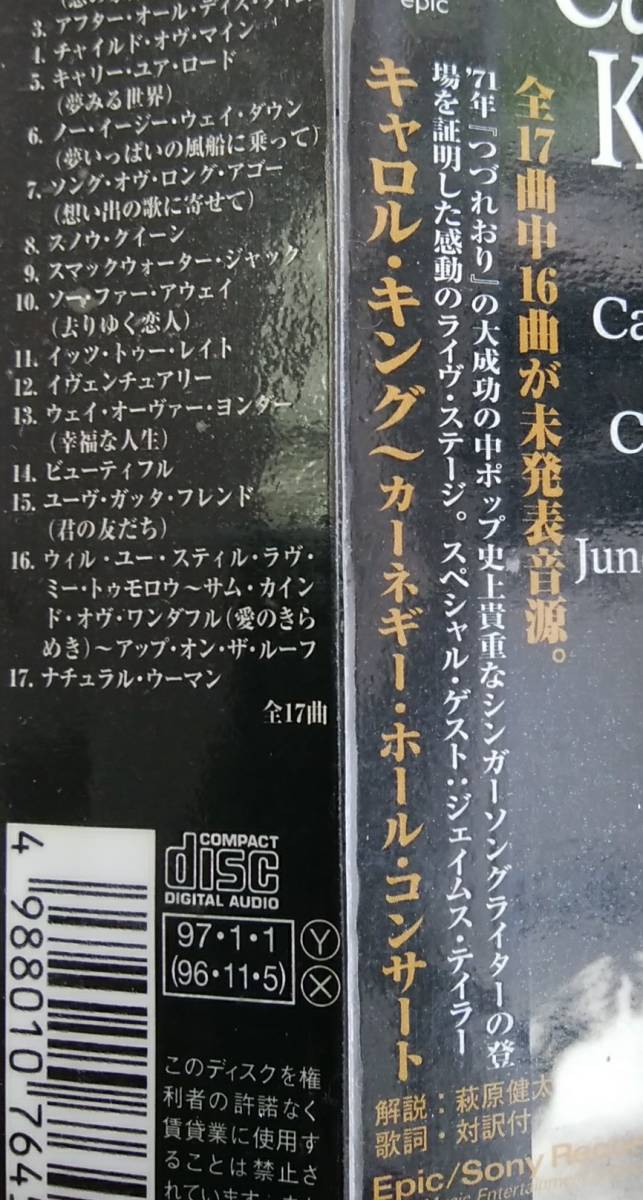 3. アフター・オール・ディス・タイム
4. チャイルド・オヴ・マイン
5. キャリー・ユア・ロード
(夢みる世界)
6. ノー・イージー・ウェイ・ダウン
(夢いっぱいの風船に乗って)
7. ソング・オヴ・ロング・アゴー
(想い出の歌に寄せて)
8. スノウ・クイーン
9. スマックウォーター・ジャック
10. ソー・ファー・アウェイ
(去りゆく恋人)
11. イッツ・トゥー・レイト
12. イヴェンチュアリー
13. ウェイ・オーヴァー・ヨンダー
(幸福な人生)
14. ビューティフル
15. ユーヴ・ガッタ・フレンド
(君の友だち)
16. ウィル・ユー・スティル・ラヴ・
ミー・トゥモロウ〜サム・カイン
ド・オヴ・ワンダフル(愛のきら
めき)〜アップ・オン・ザ・ルーフ
17. ナチュラル・ウーマン
全17曲
COMPACT
disc
DIGITAL AUDIO
97・1・1
(96・11・5)
Y
X
4 988010 764
このディスクを権
利者の許諾なく
賃貸業に使用す
ることは禁止さ
れています
epic
Ca
K
全17曲中16曲が未発表音源。
'71年『つづれおり』の大成功の中ポップ史上貴重なシンガーソングライターの登
場を証明した感動のライヴ・ステージ。スペシャル・ゲスト:ジェイムス・テイラー
キャロル・キング〜カーネギー・ホール・コンサート
Ca
C
Jun
解説:萩原健太
歌詞・対訳付
Epic/Sony Rec
Music Entertainment